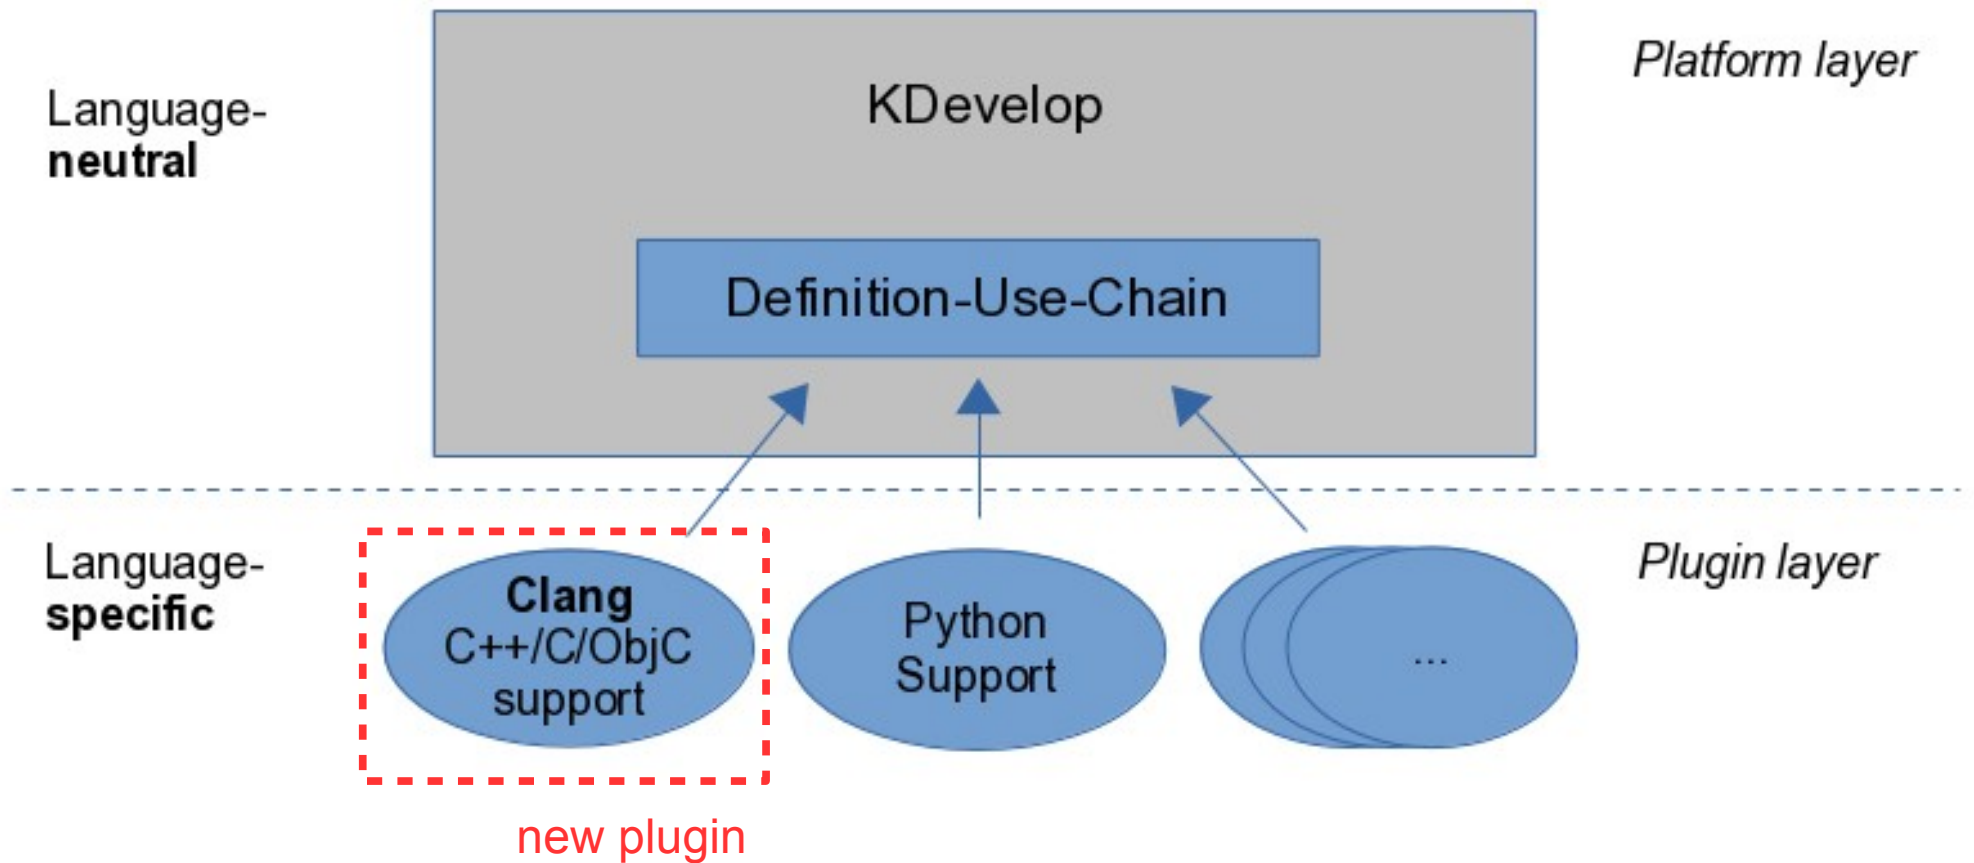 Platform layer
KDevelop
Language-
neutral
Definition-Use-Chain
Language-
specific
Clang
C++/C/ObjC
support
Python
Support
...
Plugin layer
new plugin